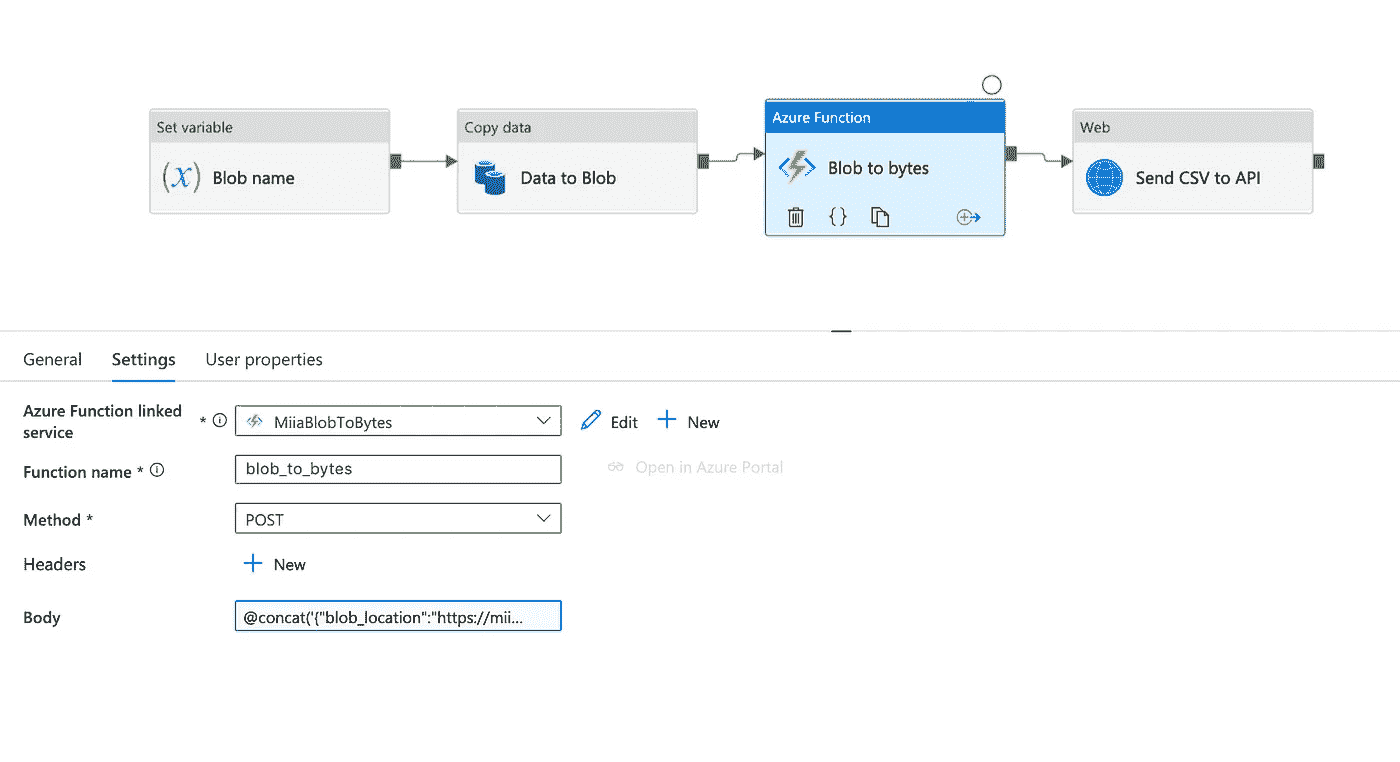 Set variable
(x) Blob name
Copy data
Data to Blob
Azure Function
Blob to bytes
{}
Web
Send CSV to API
General Settings User properties
Azure Function linked
service * MiiaBlobToBytes Edit New
Function name * blob_to_bytes Open in Azure Portal
Method * POST
Headers New
Body @concat('{"blob_location":"https://mii...